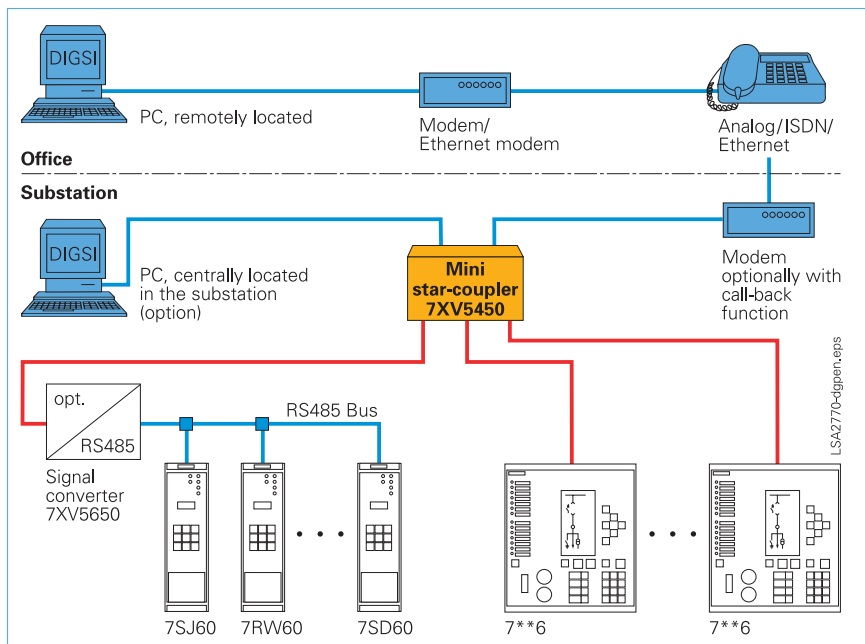 DIGSI
PC, remotely located
Modem/
Ethernet modem
Analog/ISDN/
Ethernet
Office
Substation
DIGSI
PC, centrally located
in the substation
(option)
Mini
star-coupler
7XV5450
Modem
optionally with
call-back
function
LSA2770-dgpen.eps
opt.
RS485
RS485 Bus
Signal
converter
7XV5650
7SJ60
7RW60
7SD60
7**6
7**6